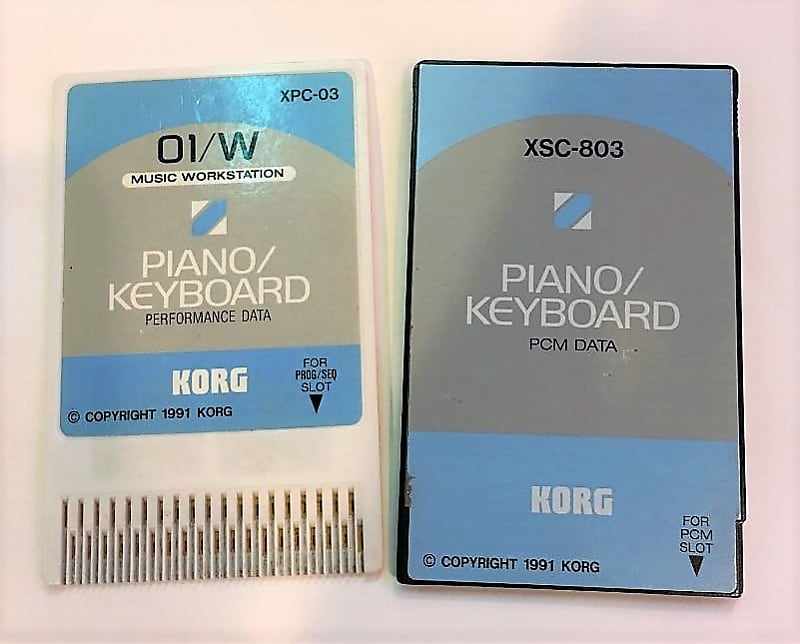 XPC-03
01/W
MUSIC WORKSTATION
PIANO/
KEYBOARD
PERFORMANCE DATA
KORG
FOR
PROG/SEQ
SLOT
© COPYRIGHT 1991 KORG
XSC-803
PIANO/
KEYBOARD
PCM DATA
KORG
FOR
PCM
SLOT
© COPYRIGHT 1991 KORG